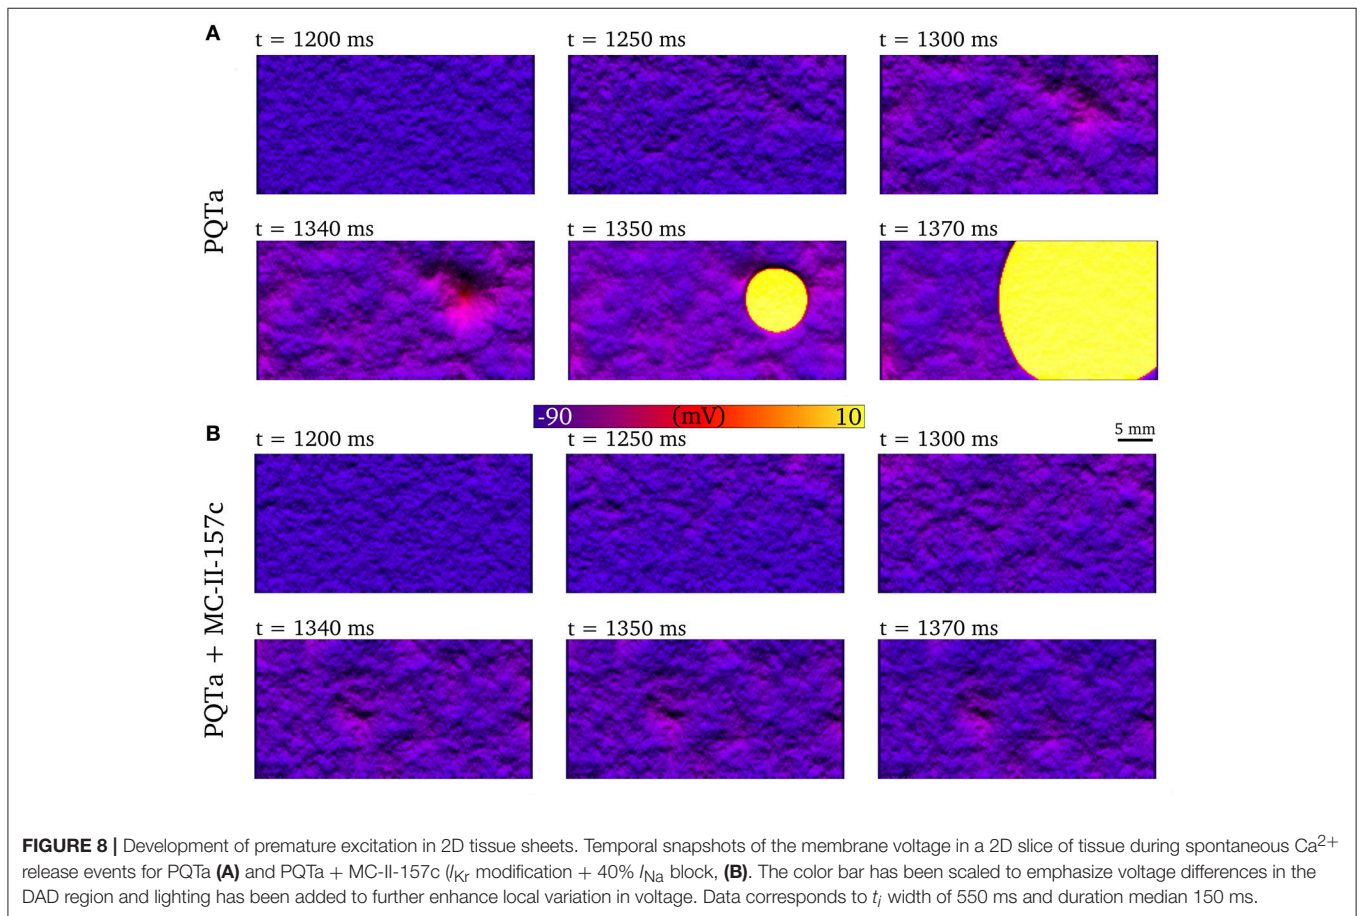 A
t = 1200 ms
t = 1250 ms
t = 1300 ms
PQTa
t = 1340 ms
t = 1350 ms
t = 1370 ms
-90 (mV) 10
B
t = 1200 ms
t = 1250 ms
t = 1300 ms
5 mm
PQTa + MC-II-157c
t = 1340 ms
t = 1350 ms
t = 1370 ms
FIGURE 8 | Development of premature excitation in 2D tissue sheets. Temporal snapshots of the membrane voltage in a 2D slice of tissue during spontaneous Ca2+
release events for PQTa (A) and PQTa + MC-II-157c (IKr modification + 40% INa block, (B). The color bar has been scaled to emphasize voltage differences in the
DAD region and lighting has been added to further enhance local variation in voltage. Data corresponds to ti width of 550 ms and duration median 150 ms.